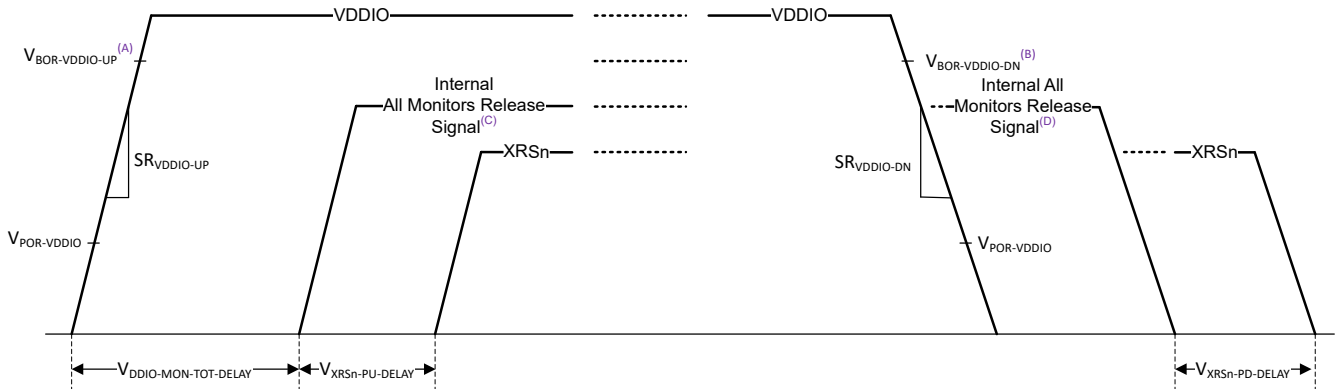 VDDIO
VDDIO
VBOR-VDDIO-UP(A)
VBOR-VDDIO-DN(B)
Internal
All Monitors Release
Signal(C)
Internal All
Monitors Release
Signal(D)
XRSn
XRSn
SRVDDIO-UP
SRVDDIO-DN
VPOR-VDDIO
VPOR-VDDIO
VDDIO-MON-TOT-DELAY
VXRSn-PU-DELAY
VXRSn-PD-DELAY